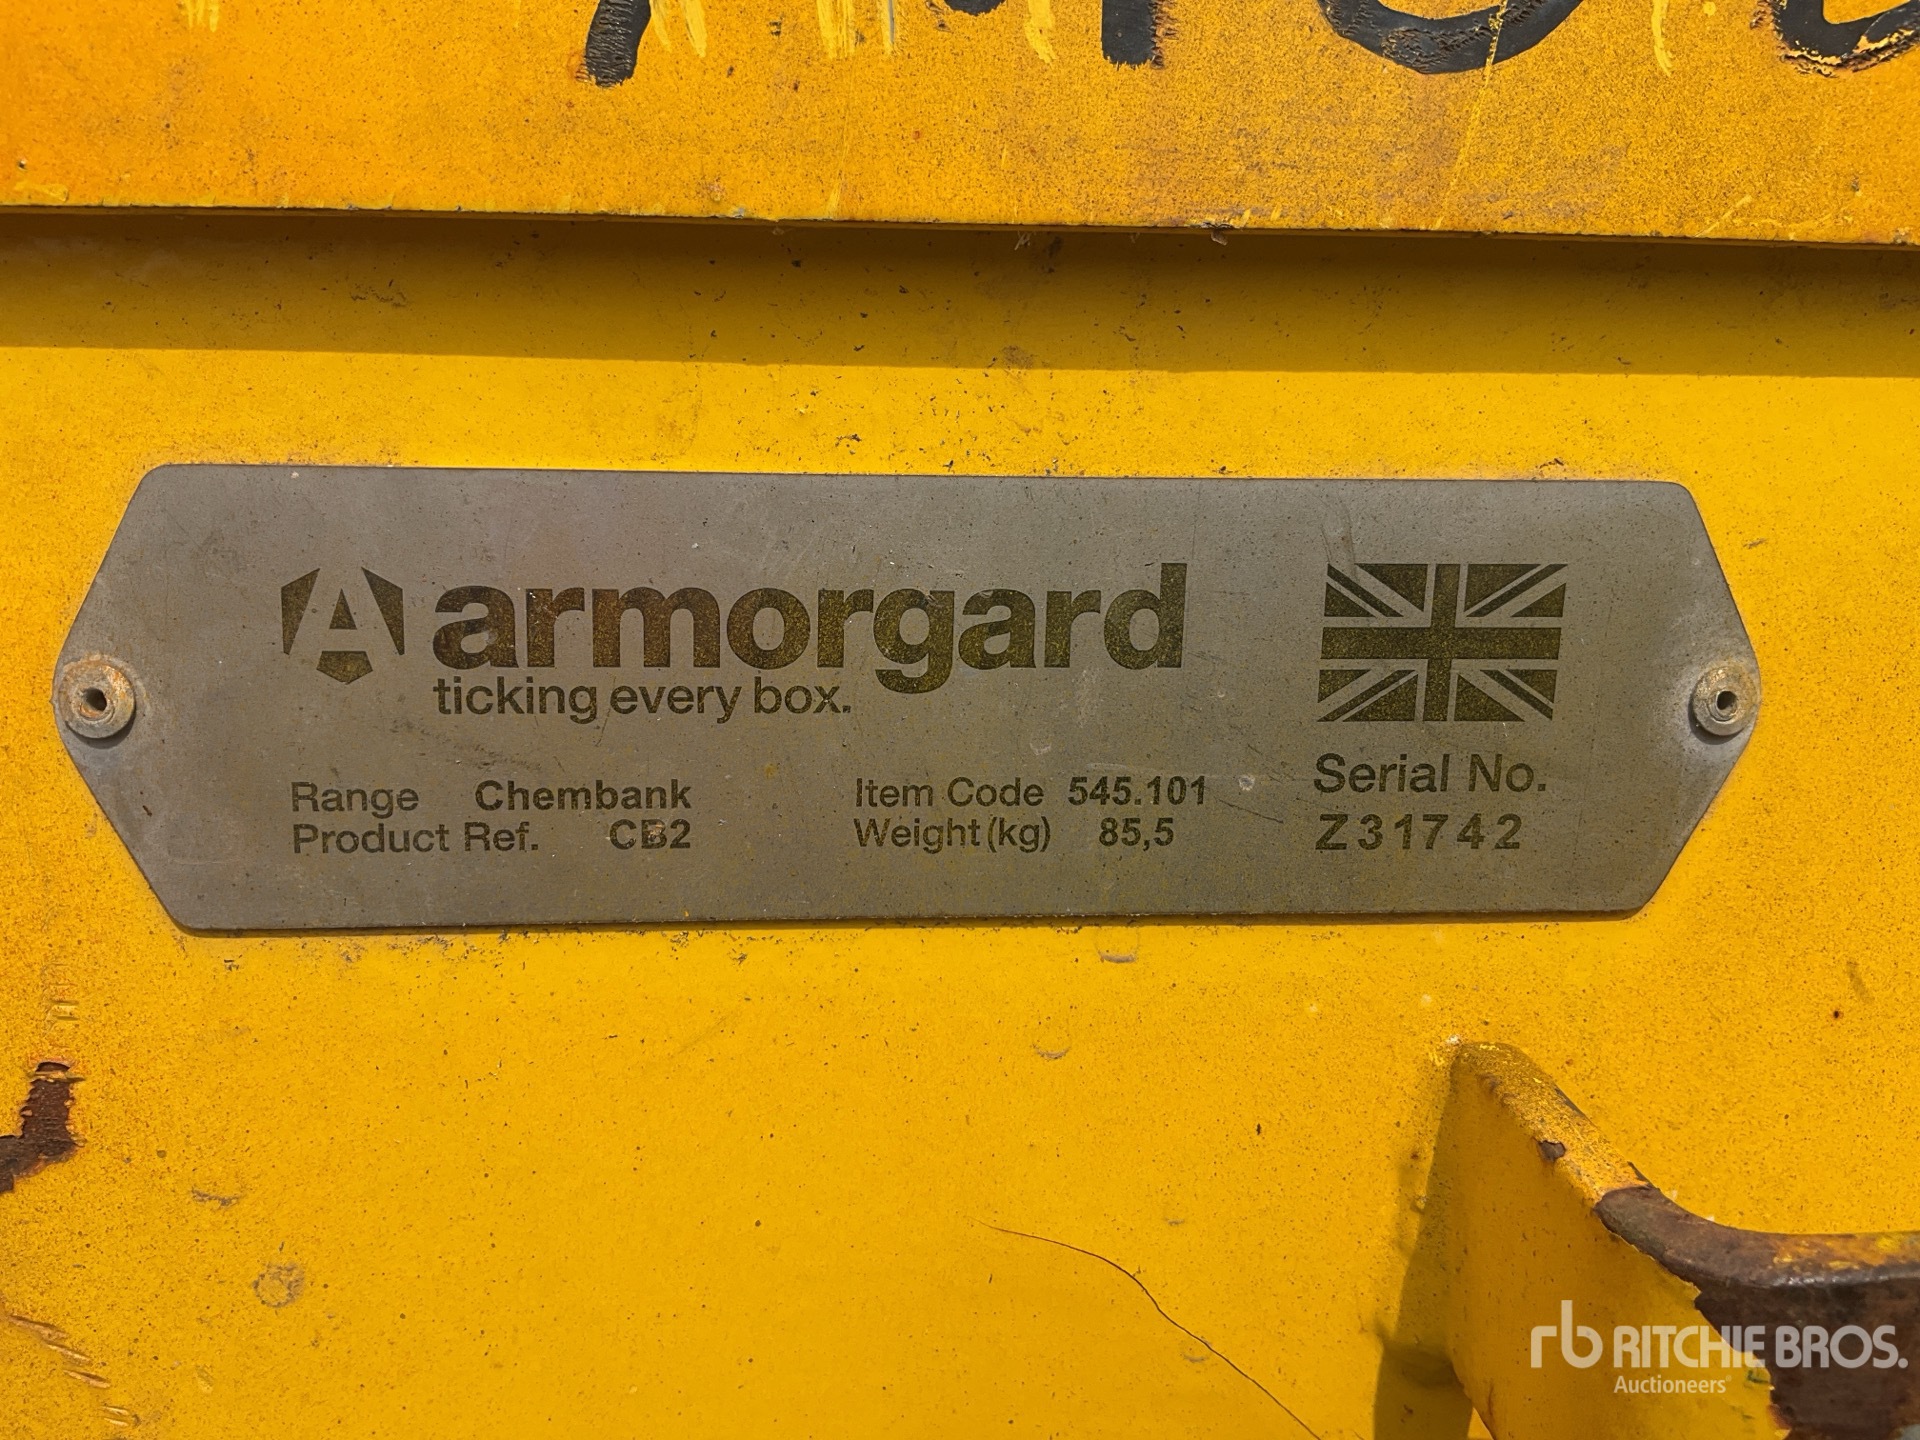 armorgard
ticking every box.
Range Chembank
Product Ref. CB2
Item Code 545.101
Weight (kg) 85,5
Serial No.
Z31742
rb RITCHIE BROS.
Auctioneers